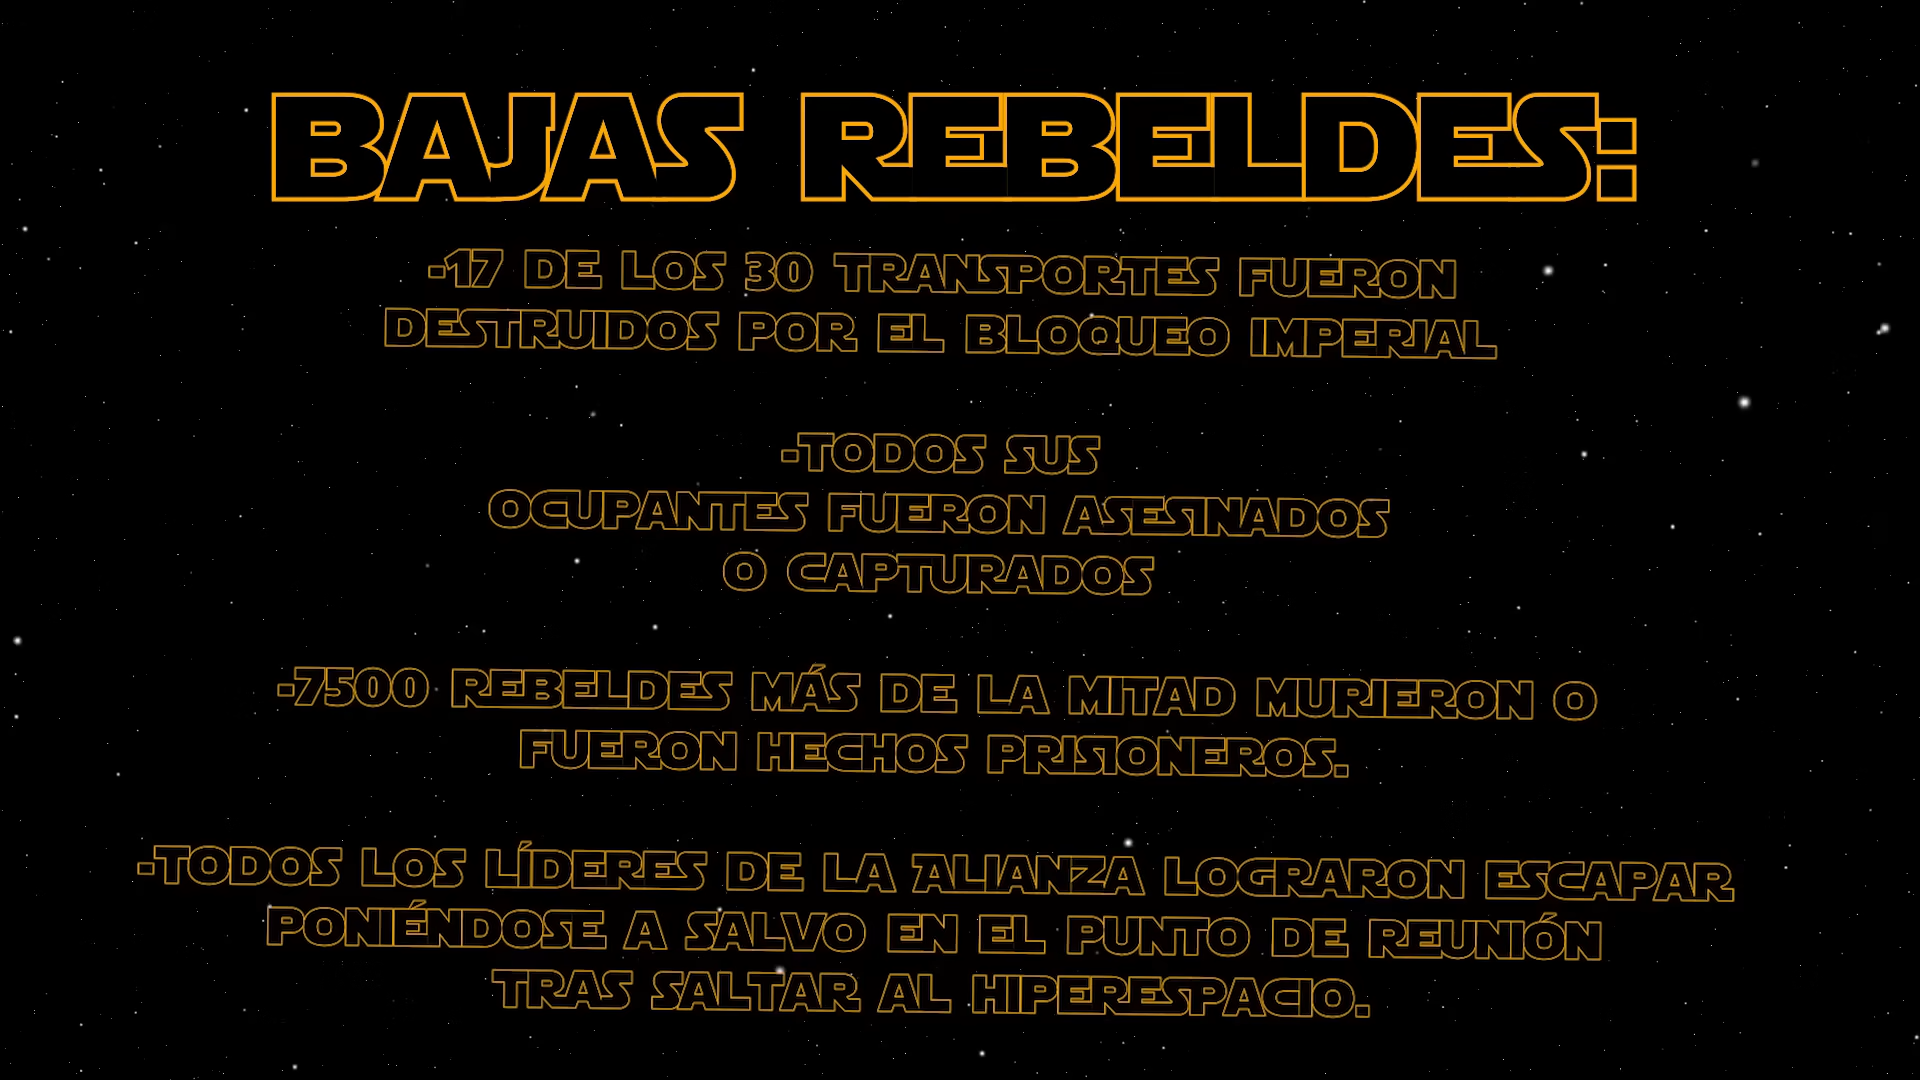 BAJAS REBELDES:
-17 DE LOS 30 TRANSPORTES FUERON
DESTRUIDOS POR EL BLOQUEO IMPERIAL
-TODOS SUS
OCUPANTES FUERON ASESINADOS
O CAPTURADOS
-7500 REBELDES MÁS DE LA MITAD MURIERON O
FUERON HECHOS PRISIONEROS.
-TODOS LOS LÍDERES DE LA ALIANZA LOGRARON ESCAPAR
PONIÉNDOSE A SALVO EN EL PUNTO DE REUNIÓN
TRAS SALTAR AL HIPERESPACIO.